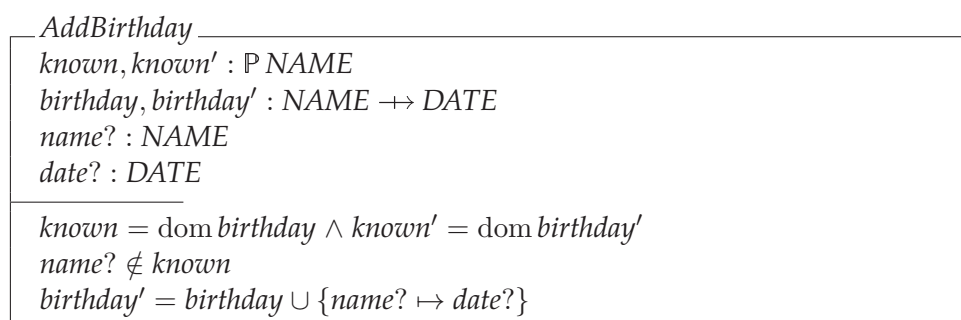 AddBirthday
known, known′ : ℙ NAME
birthday, birthday′ : NAME ⇸ DATE
name? : NAME
date? : DATE
known = dom birthday ∧ known′ = dom birthday′
name? ∉ known
birthday′ = birthday ∪ {name? ↦ date?}